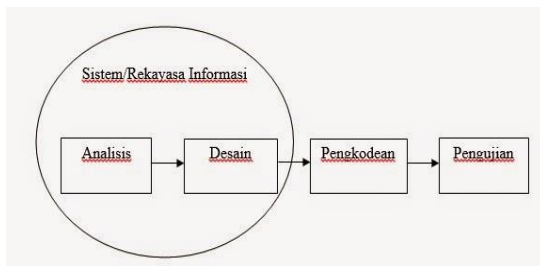 Sistem/Rekayasa Informasi
Analisis
Desain
Pengkodean
Pengujian